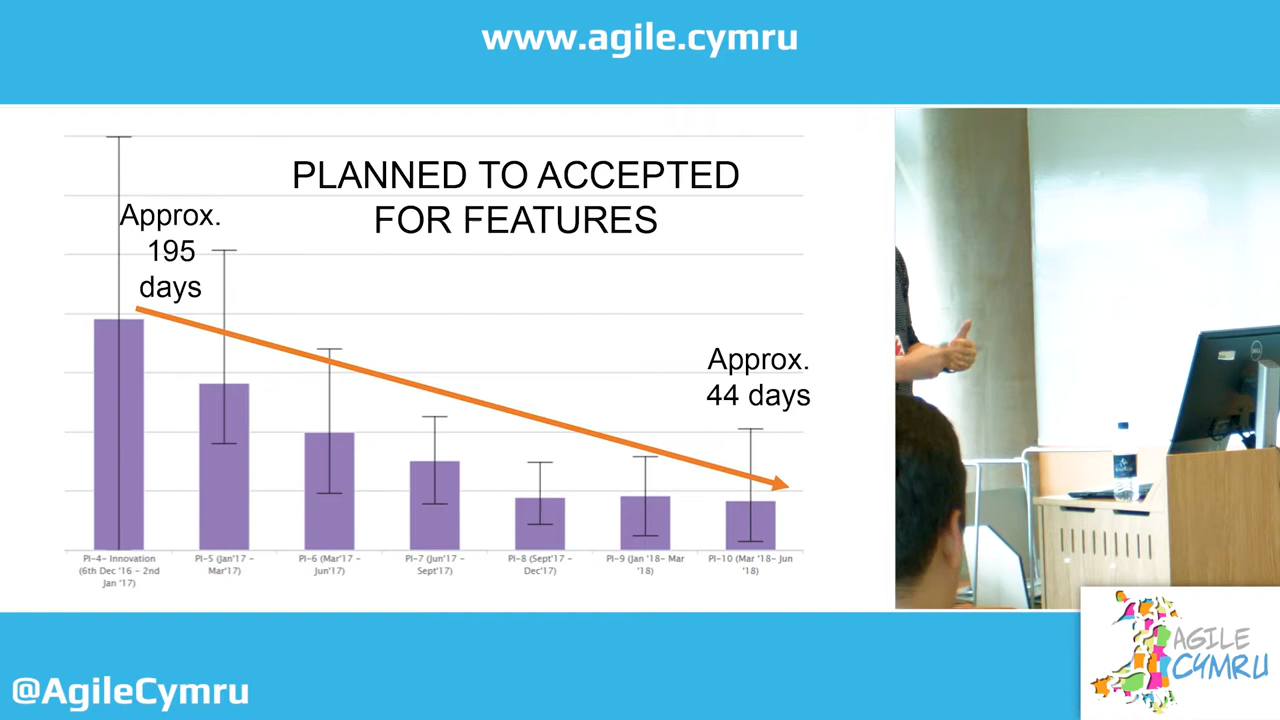 www.agile.cymru
PLANNED TO ACCEPTED
FOR FEATURES
Approx.
195
days
Approx.
44 days
PI-4- Innovation
(6th Dec '16 - 2nd
Jan '17)
PI-5 (Jan'17 -
Mar'17)
PI-6 (Mar'17 -
Jun'17)
PI-7 (Jun'17 -
Sept'17)
PI-8 (Sept'17 -
Dec'17)
PI-9 (Jan '18- Mar
'18)
PI-10 (Mar '18- Jun
'18)
DELL
@AgileCymru
AGILE
CYMRU